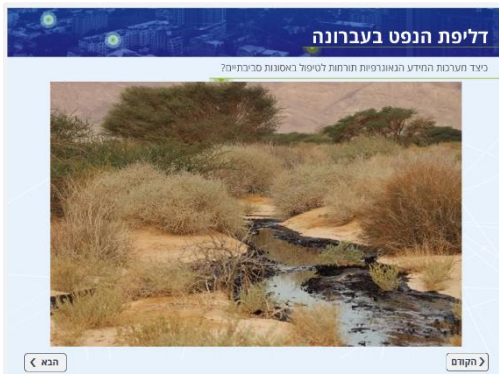 דליפת הנפט בעברונה
כיצד מערכות המידע הגאוגרפיות תורמות לטיפול באסונות סביבתיים?
הקודם
הבא